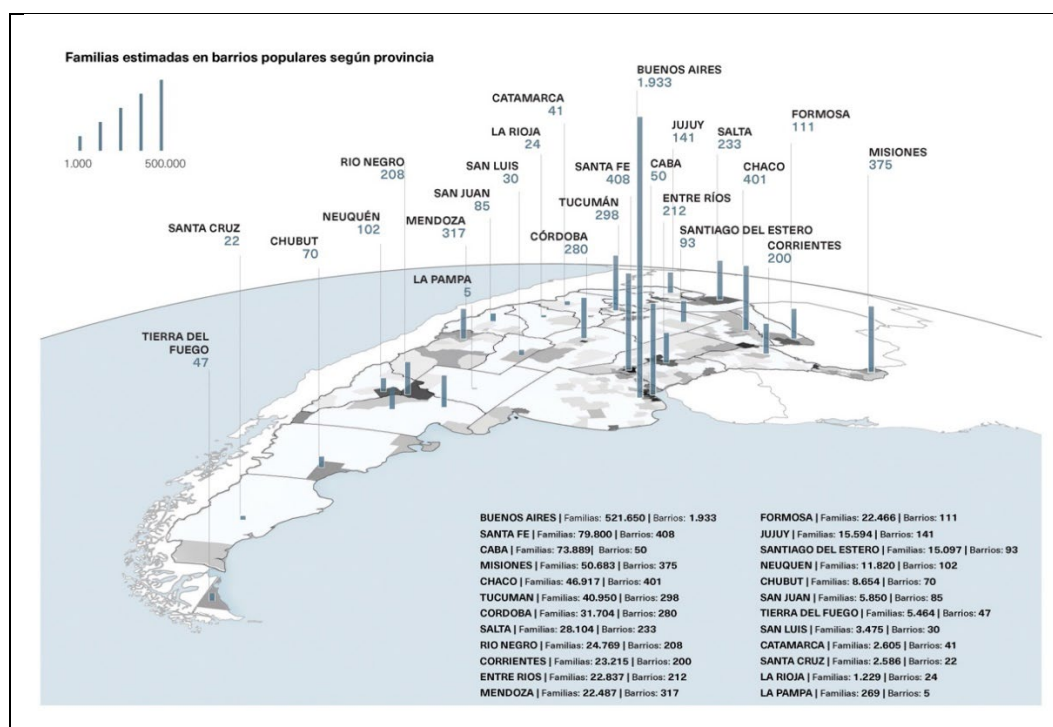 Familias estimadas en barrios populares según provincia
1.000
500.000
BUENOS AIRES
1.933
CATAMARCA
41
FORMOSA
111
JUJUY
141
LA RIOJA
24
SALTA
233
MISIONES
375
RIO NEGRO
208
SAN LUIS
30
SANTA FE
408
CABA
50
CHACO
401
SAN JUAN
85
TUCUMÁN
298
ENTRE RÍOS
212
NEUQUÉN
102
MENDOZA
317
SANTA CRUZ
22
CHUBUT
70
CÓRDOBA
280
SANTIAGO DEL ESTERO
93
CORRIENTES
200
LA PAMPA
5
TIERRA DEL
FUEGO
47
BUENOS AIRES | Familias: 521.650 | Barrios: 1.933
SANTA FE | Familias: 79.800 | Barrios: 408
CABA | Familias: 73.889| Barrios: 50
MISIONES | Familias: 50.683 | Barrios: 375
CHACO | Familias: 46.917 | Barrios: 401
TUCUMAN | Familias: 40.950 | Barrios: 298
CORDOBA | Familias: 31.704 | Barrios: 280
SALTA | Familias: 28.104 | Barrios: 233
RIO NEGRO | Familias: 24.769 | Barrios: 208
CORRIENTES | Familias: 23.215 | Barrios: 200
ENTRE RIOS | Familias: 22.837 | Barrios: 212
MENDOZA | Familias: 22.487 | Barrios: 317
FORMOSA | Familias: 22.466 | Barrios: 111
JUJUY | Familias: 15.594 | Barrios: 141
SANTIAGO DEL ESTERO | Familias: 15.097 | Barrios: 93
NEUQUEN | Familias: 11.820 | Barrios: 102
CHUBUT | Familias: 8.654 | Barrios: 70
SAN JUAN | Familias: 5.850 | Barrios: 85
TIERRA DEL FUEGO | Familias: 5.464 | Barrios: 47
SAN LUIS | Familias: 3.475 | Barrios: 30
CATAMARCA | Familias: 2.605 | Barrios: 41
SANTA CRUZ | Familias: 2.586 | Barrios: 22
LA RIOJA | Familias: 1.229 | Barrios: 24
LA PAMPA | Familias: 269 | Barrios: 5